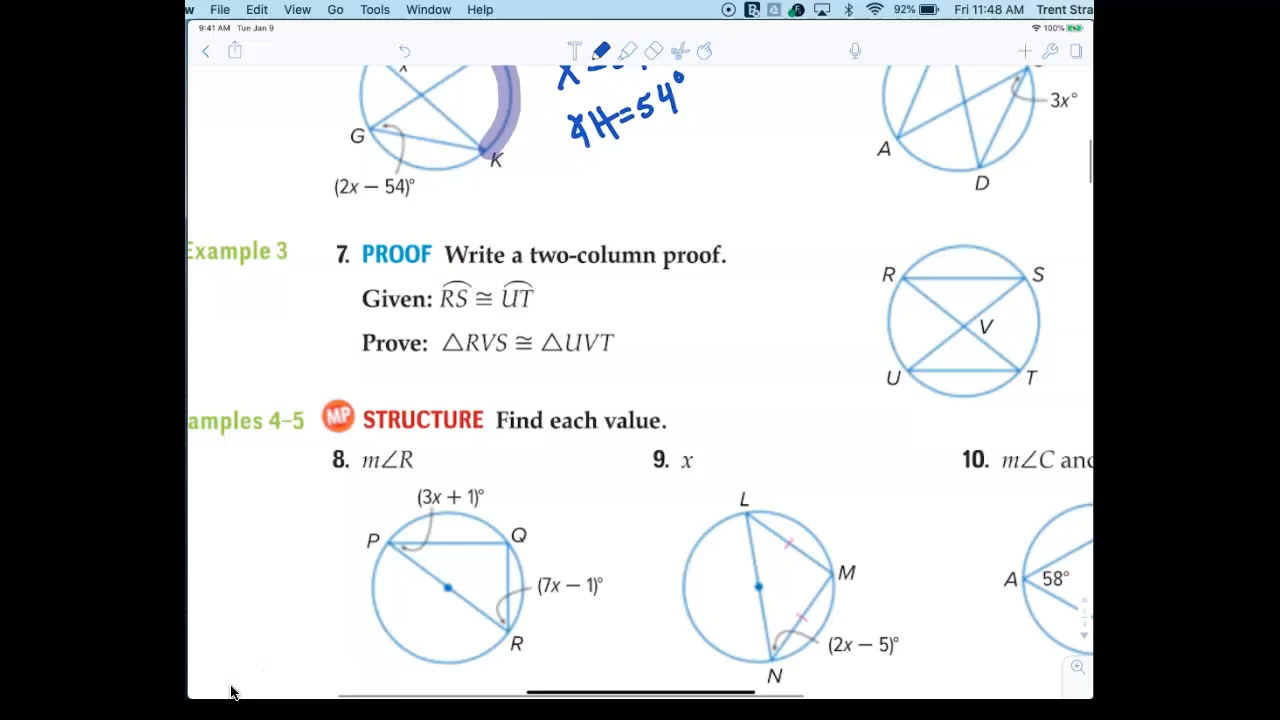 File Edit View Go Tools Window Help 92% Fri 11:48 AM Trent Stra
9:41 AM Tue Jan 9 100%
G
K
(2x – 54)°
∡H=54°
3x°
A
D
Example 3
7. PROOF Write a two-column proof.
Given: RS ≅ UT
Prove: △RVS ≅ △UVT
R
S
V
U
T
amples 4–5
MP STRUCTURE Find each value.
8. m∠R
(3x + 1)°
P
Q
(7x – 1)°
R
9. x
L
M
(2x – 5)°
N
10. m∠C and
A
58°